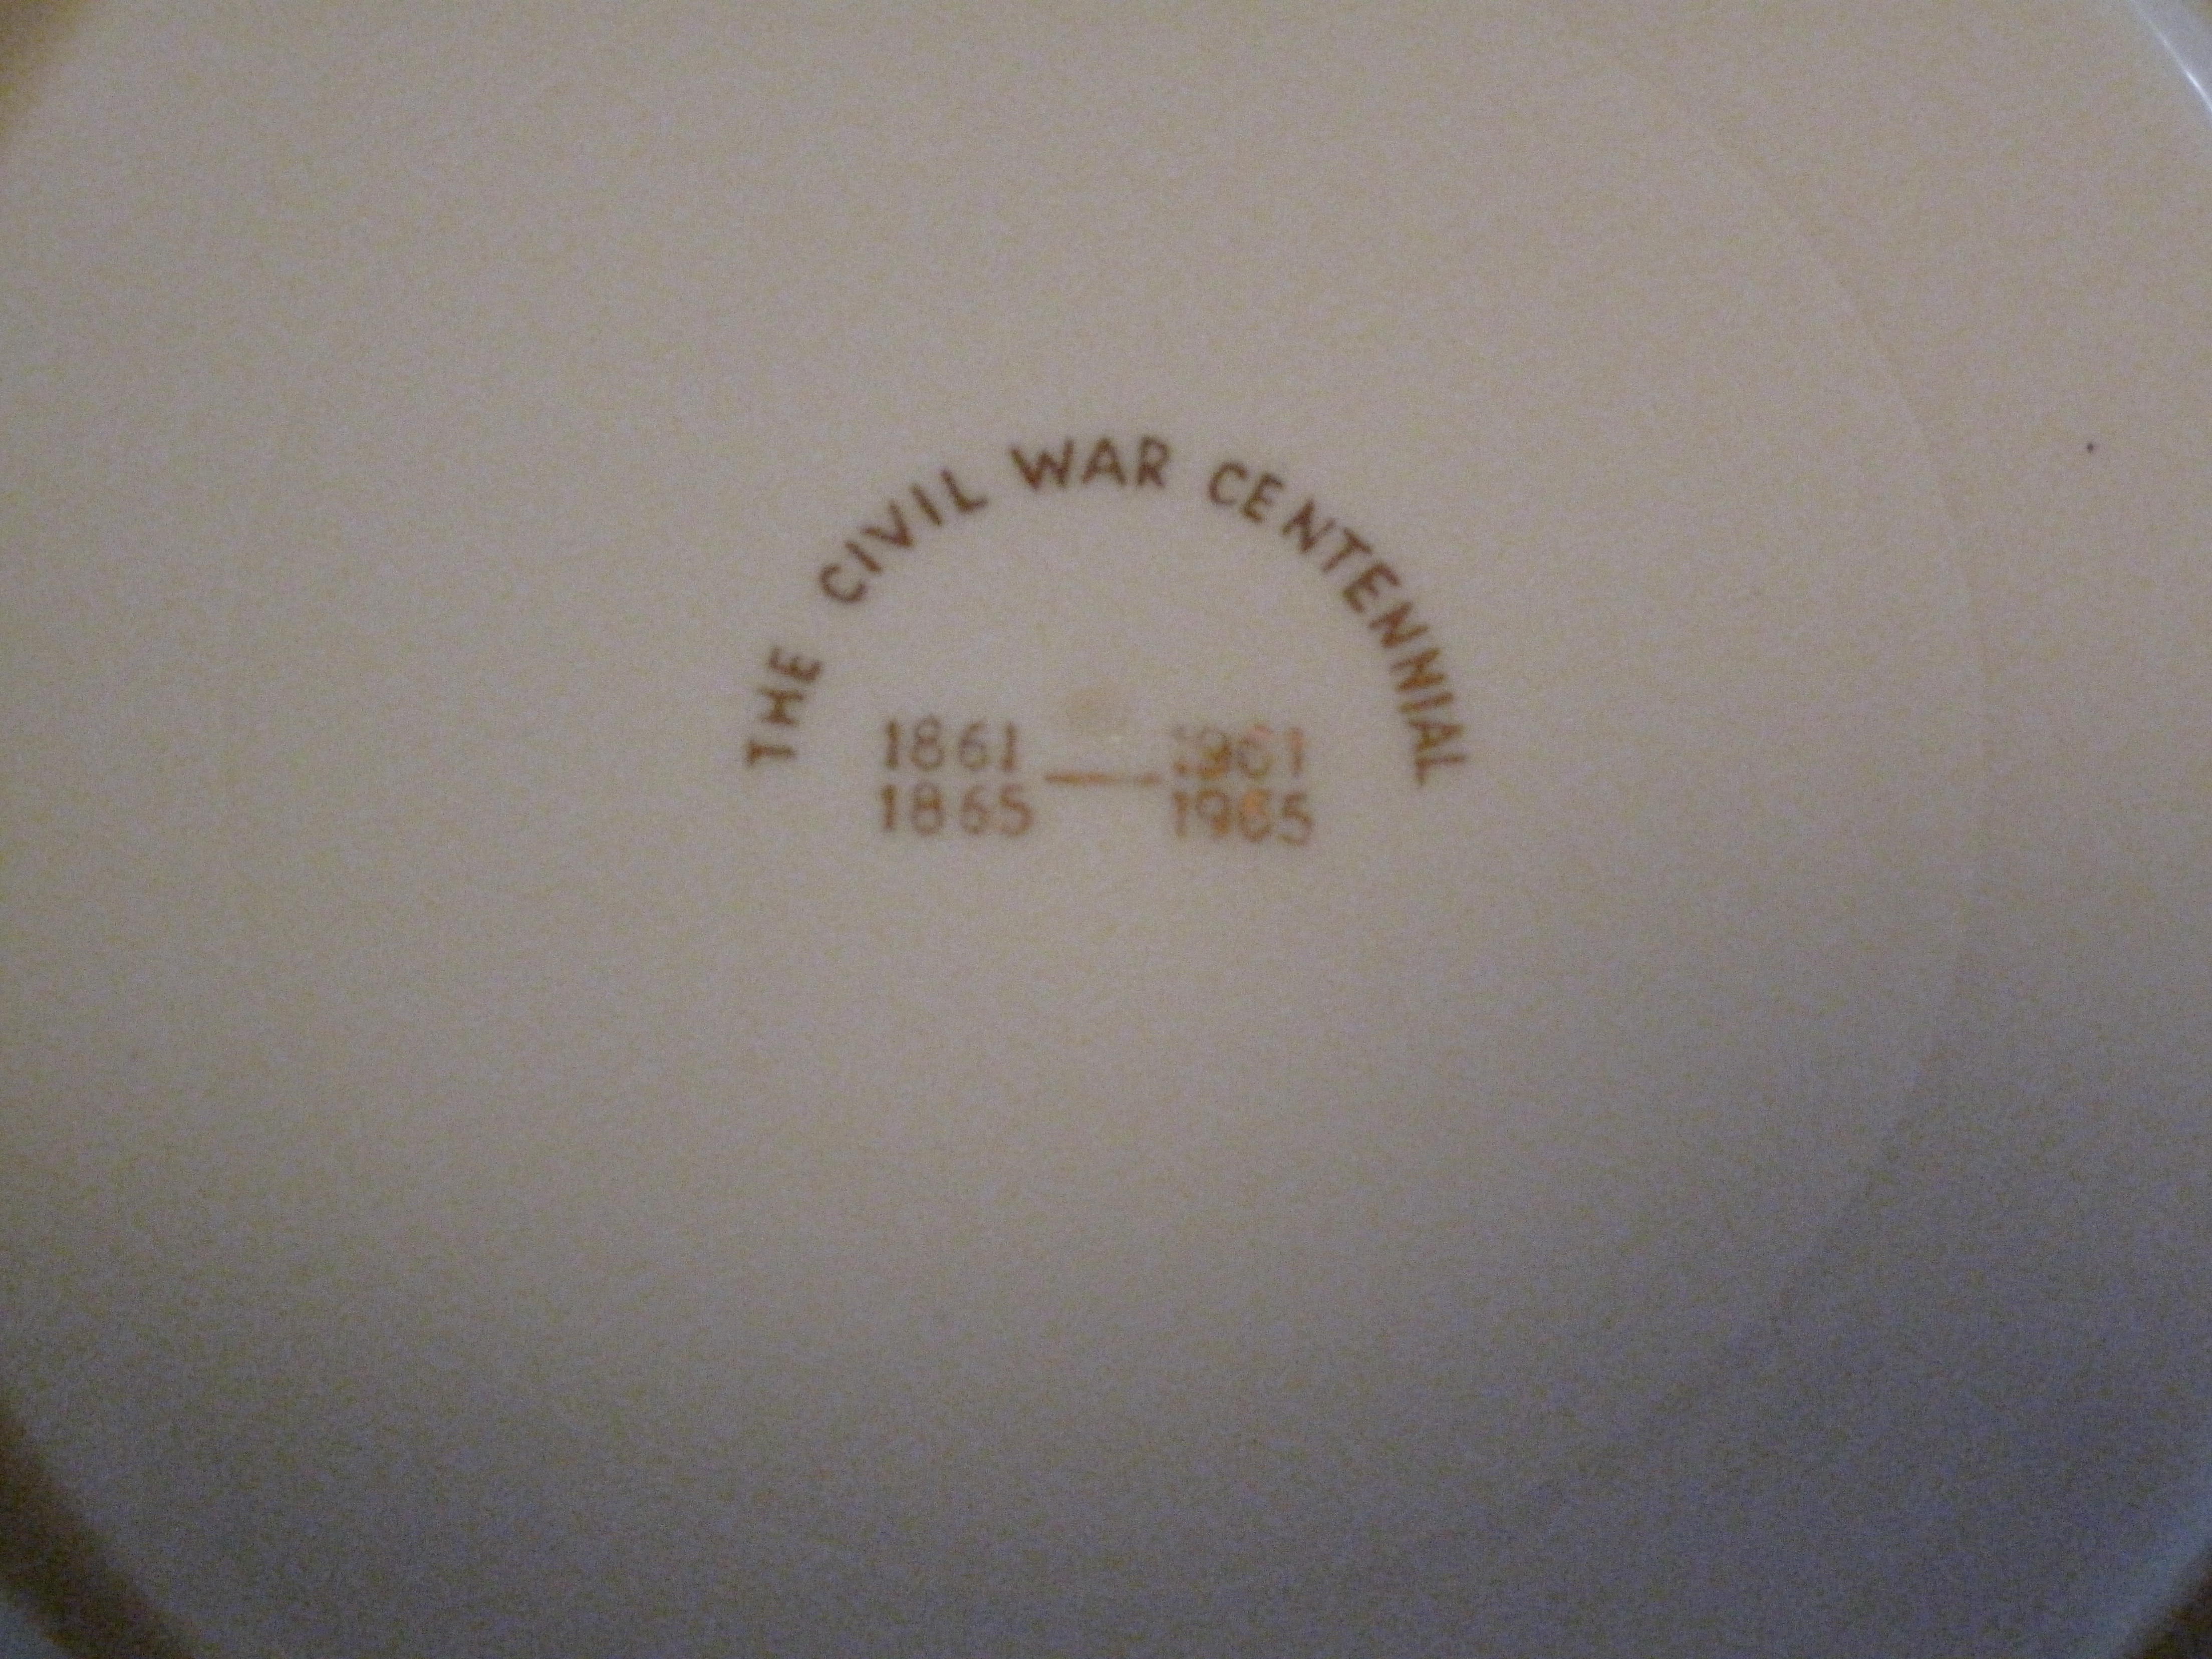 THE CIVIL WAR CENTENNIAL
1861 — 1961
1865 1965